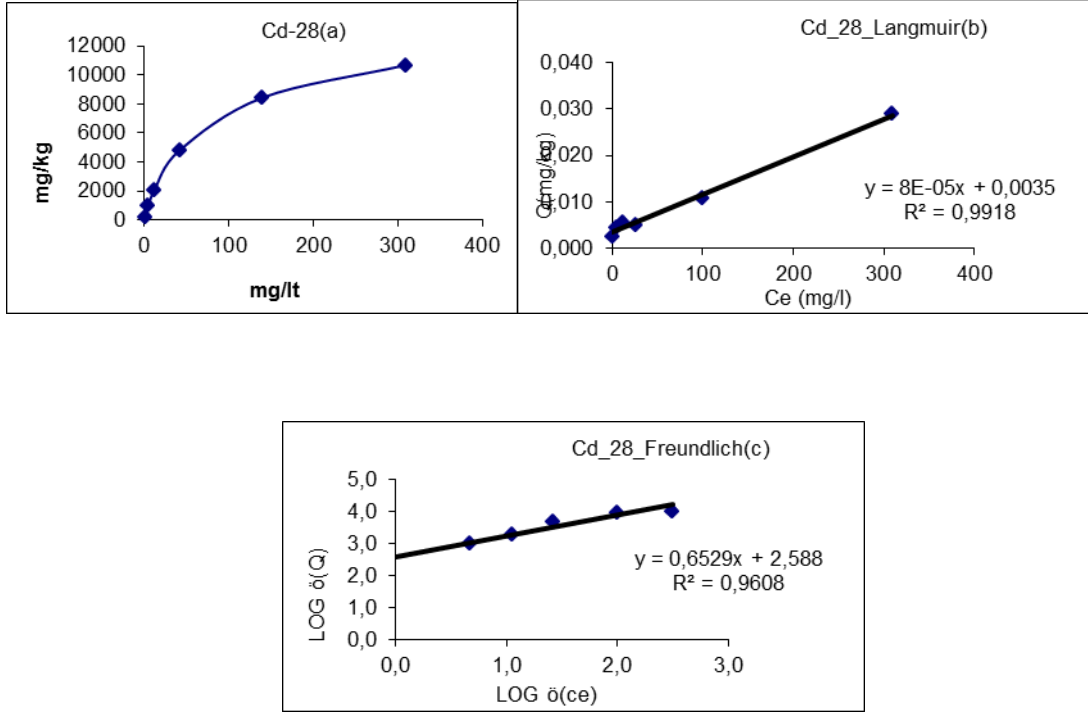 Cd-28(a)
12000
10000
8000
6000
4000
2000
0
0 100 200 300 400
mg/kg
mg/lt
Cd_28_Langmuir(b)
0,040
0,030
0,020
0,010
0,000
0 100 200 300 400
(mg/kg)
Ce (mg/l)
y = 8E-05x + 0,0035
R² = 0,9918
Cd_28_Freundlich(c)
5,0
4,0
3,0
2,0
1,0
0,0
0,0 1,0 2,0 3,0
LOG ö(Q)
LOG ö(ce)
y = 0,6529x + 2,588
R² = 0,9608